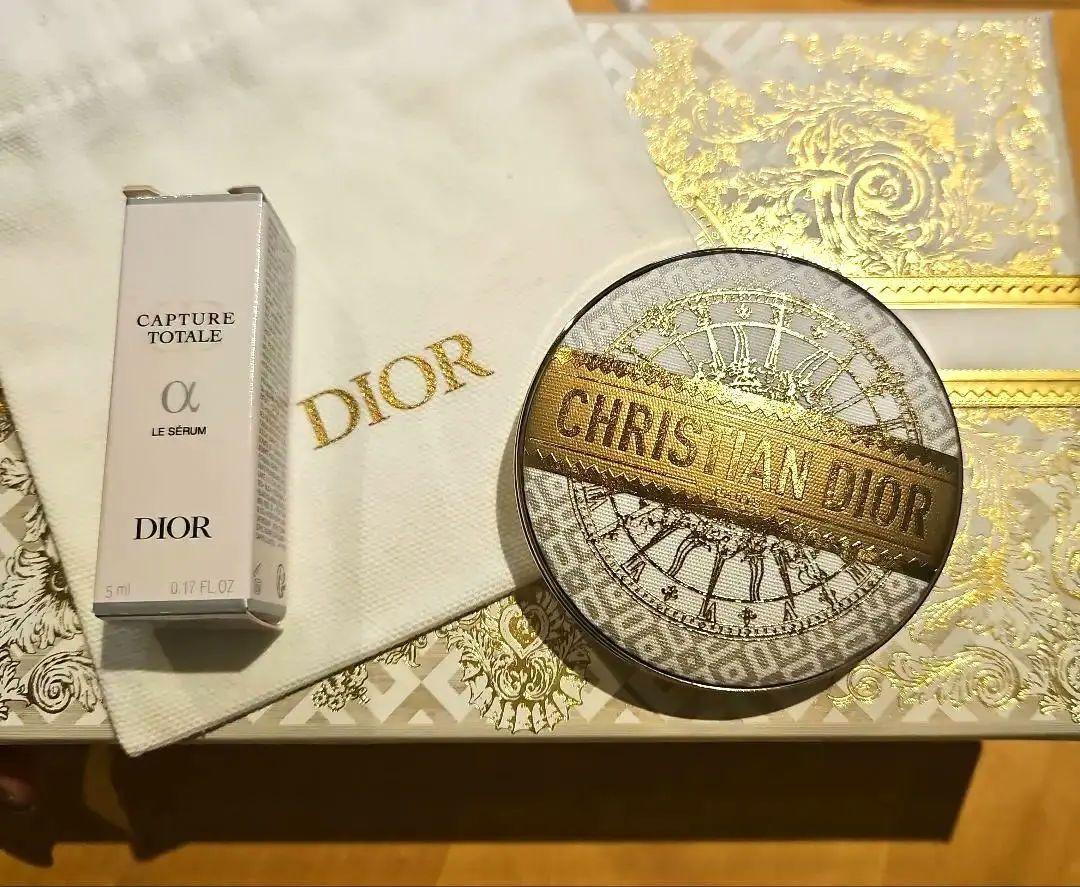 CAPTURE
TOTALE
α
LE SÉRUM
DIOR
5 ml 0.17 FL.OZ
DIOR
CHRISTIAN DIOR